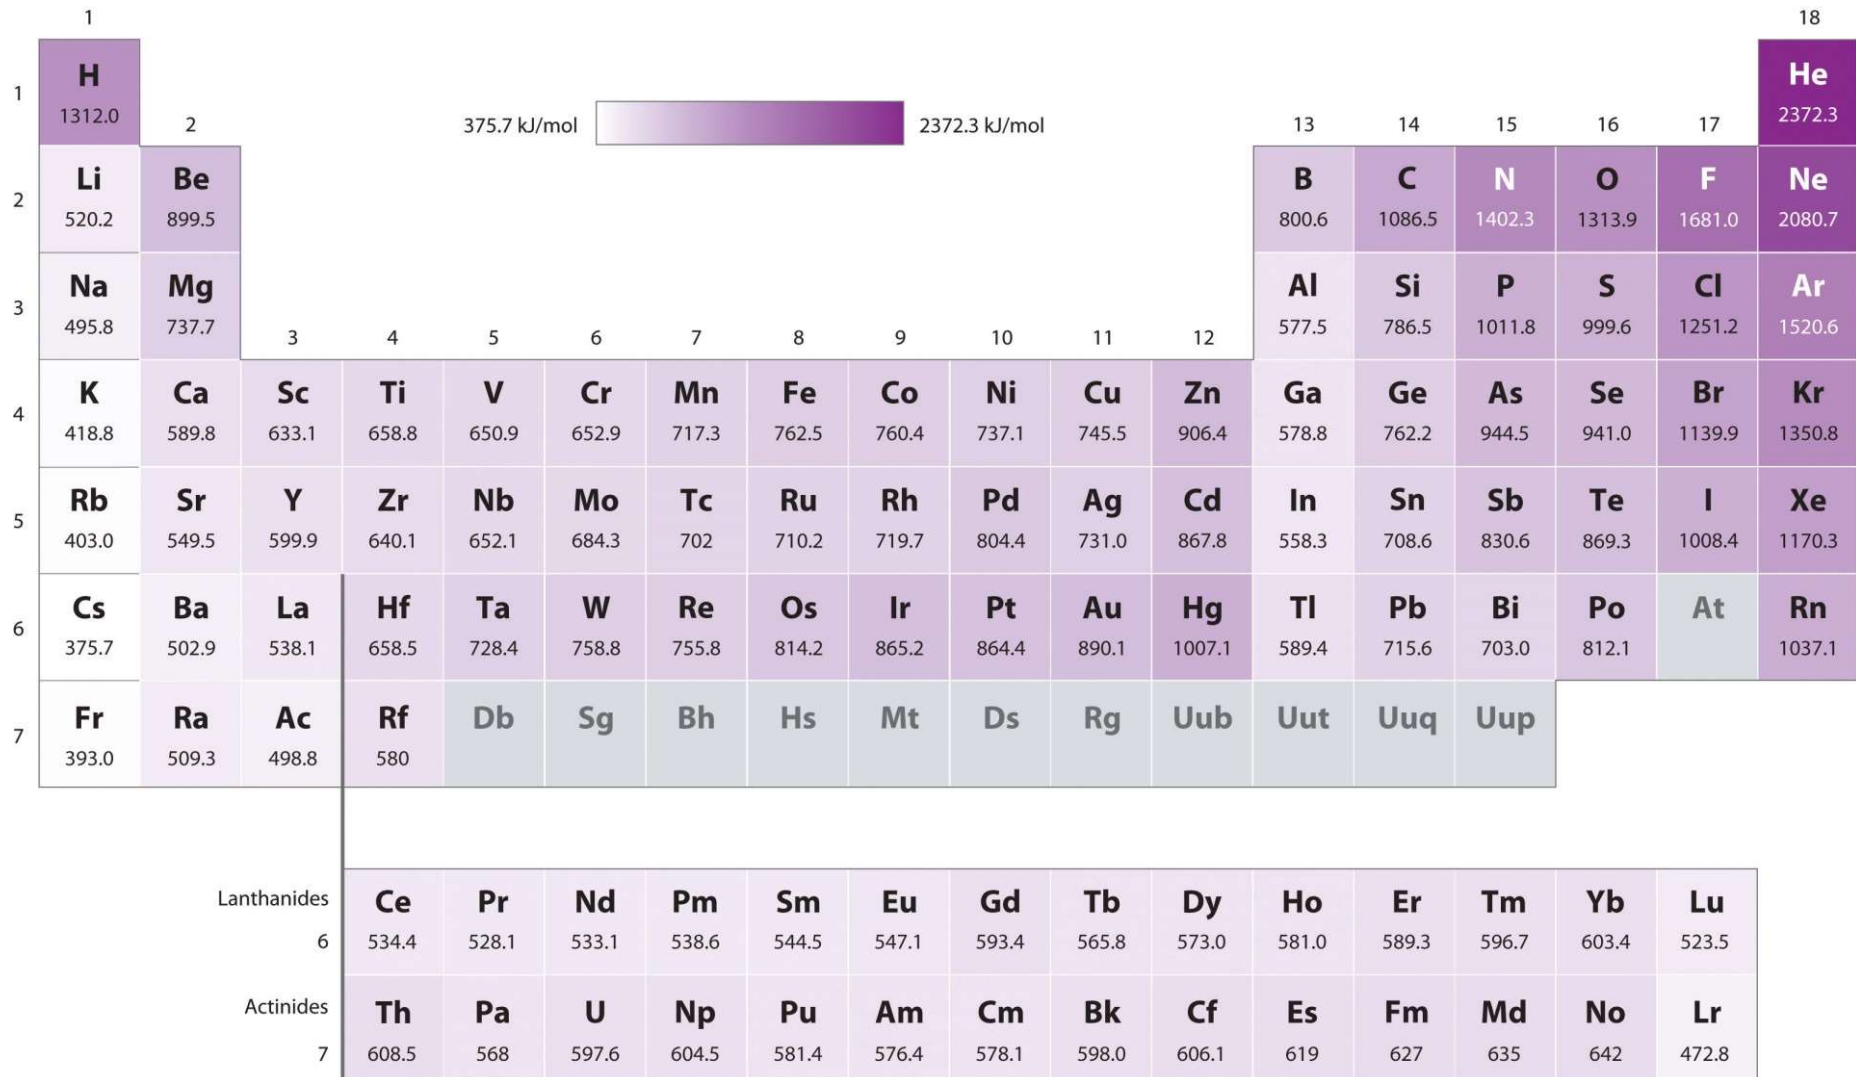 1 18
H He
1 1312.0 2 375.7 kJ/mol 2372.3 kJ/mol 13 14 15 16 17 2372.3
Li Be B C N O F Ne
2 520.2 899.5 800.6 1086.5 1402.3 1313.9 1681.0 2080.7
Na Mg Al Si P S Cl Ar
3 495.8 737.7 3 4 5 6 7 8 9 10 11 12 577.5 786.5 1011.8 999.6 1251.2 1520.6
K Ca Sc Ti V Cr Mn Fe Co Ni Cu Zn Ga Ge As Se Br Kr
4 418.8 589.8 633.1 658.8 650.9 652.9 717.3 762.5 760.4 737.1 745.5 906.4 578.8 762.2 944.5 941.0 1139.9 1350.8
Rb Sr Y Zr Nb Mo Tc Ru Rh Pd Ag Cd In Sn Sb Te I Xe
5 403.0 549.5 599.9 640.1 652.1 684.3 702 710.2 719.7 804.4 731.0 867.8 558.3 708.6 830.6 869.3 1008.4 1170.3
Cs Ba La Hf Ta W Re Os Ir Pt Au Hg Tl Pb Bi Po At Rn
6 375.7 502.9 538.1 658.5 728.4 758.8 755.8 814.2 865.2 864.4 890.1 1007.1 589.4 715.6 703.0 812.1 1037.1
Fr Ra Ac Rf Db Sg Bh Hs Mt Ds Rg Uub Uut Uuq Uup
7 393.0 509.3 498.8 580
Lanthanides Ce Pr Nd Pm Sm Eu Gd Tb Dy Ho Er Tm Yb Lu
6 534.4 528.1 533.1 538.6 544.5 547.1 593.4 565.8 573.0 581.0 589.3 596.7 603.4 523.5
Actinides Th Pa U Np Pu Am Cm Bk Cf Es Fm Md No Lr
7 608.5 568 597.6 604.5 581.4 576.4 578.1 598.0 606.1 619 627 635 642 472.8